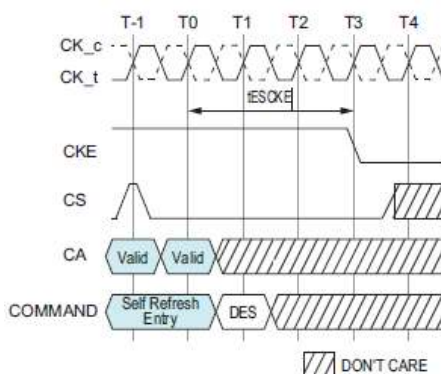 T-1 T0 T1 T2 T3 T4
CK_c
CK_t
tESCKE
CKE
CS
CA Valid Valid
COMMAND Self Refresh Entry DES
DON'T CARE